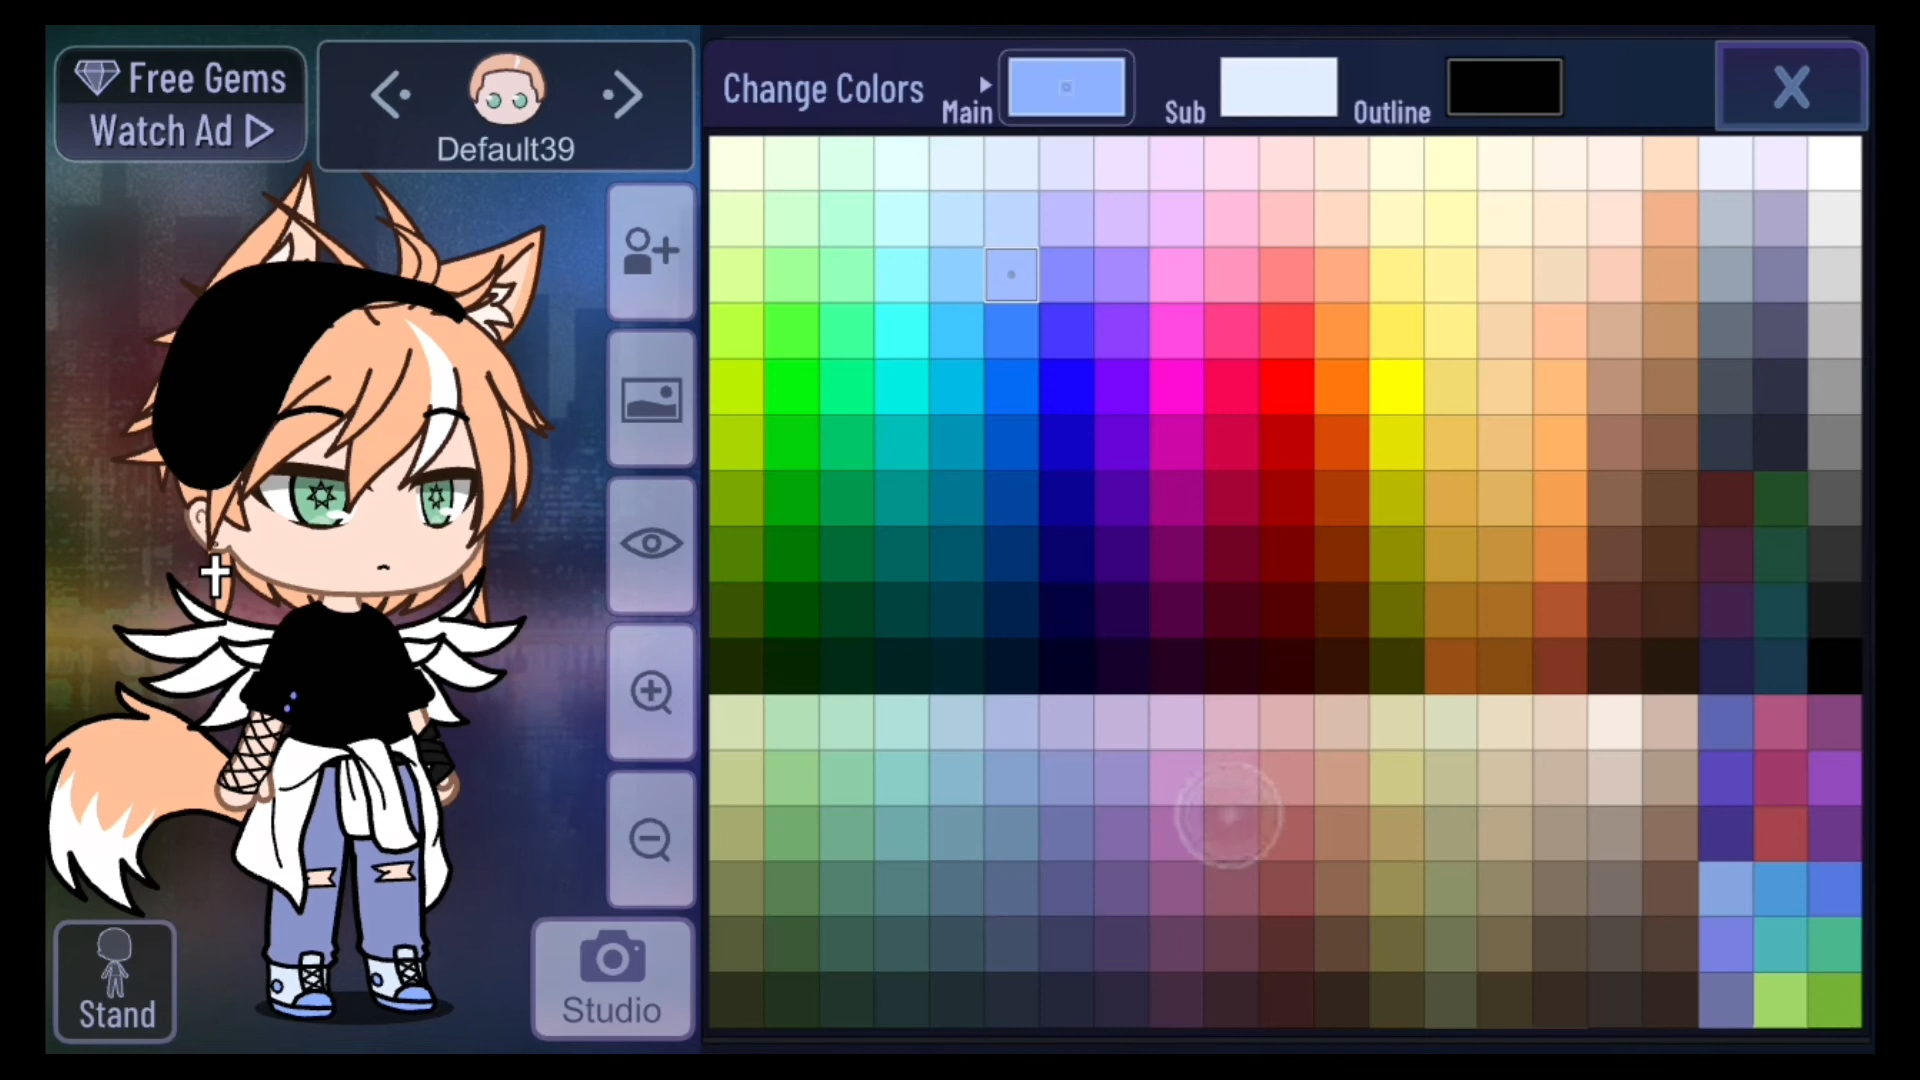 Free Gems
Watch Ad
Default39
Change Colors
Main
Sub
Outline
X
Stand
Studio